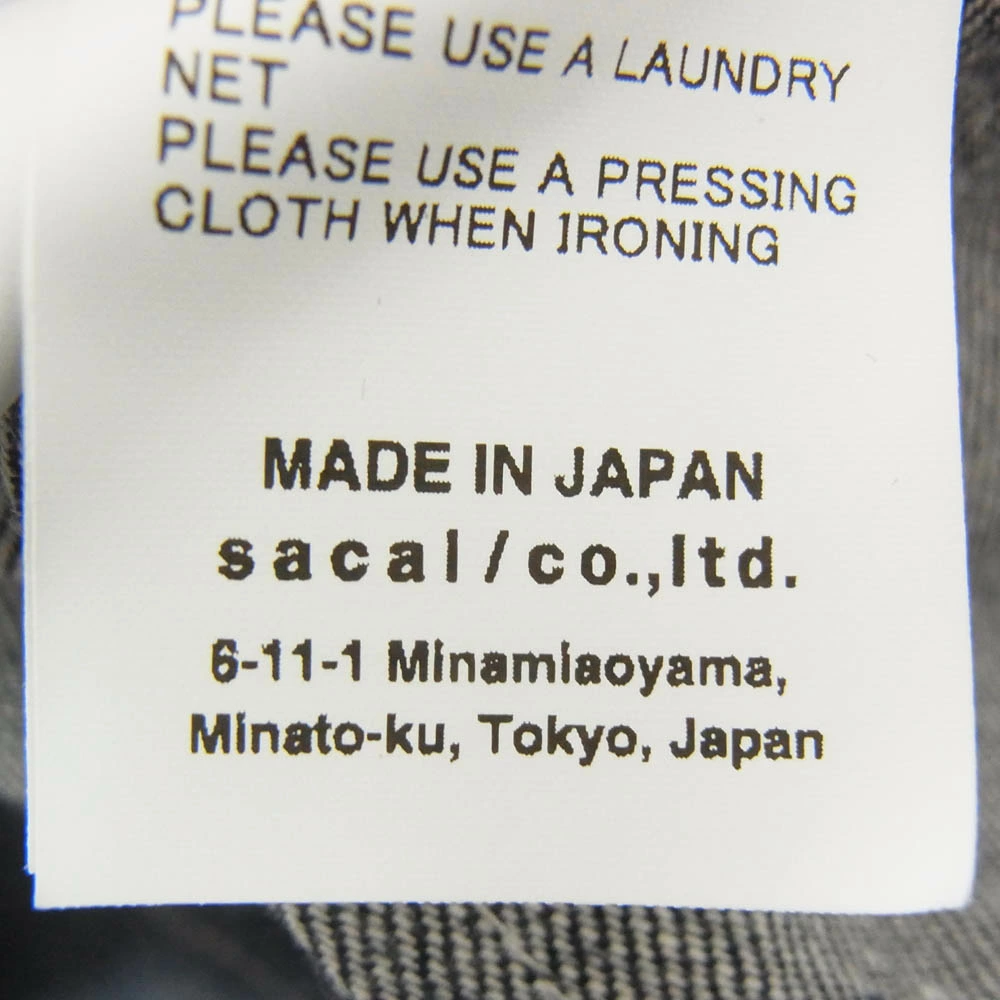 PLEASE USE A LAUNDRY
NET
PLEASE USE A PRESSING
CLOTH WHEN IRONING
MADE IN JAPAN
sacai/co.,ltd.
6-11-1 Minamiaoyama,
Minato-ku, Tokyo, Japan